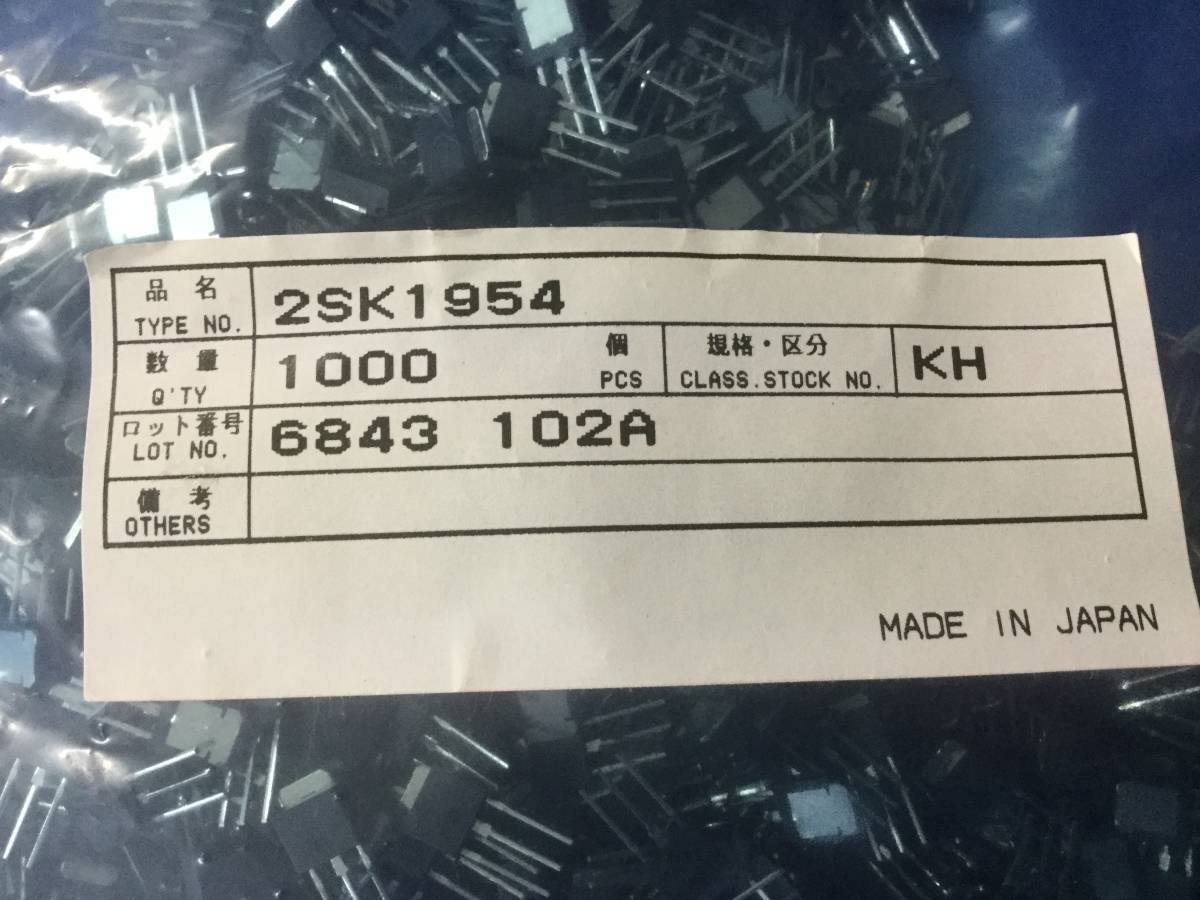 品名
TYPE NO.
2SK1954
数量
Q'TY
1000
個
PCS
規格・区分
CLASS.STOCK NO.
KH
ロット番号
LOT NO.
6843 102A
備考
OTHERS
MADE IN JAPAN